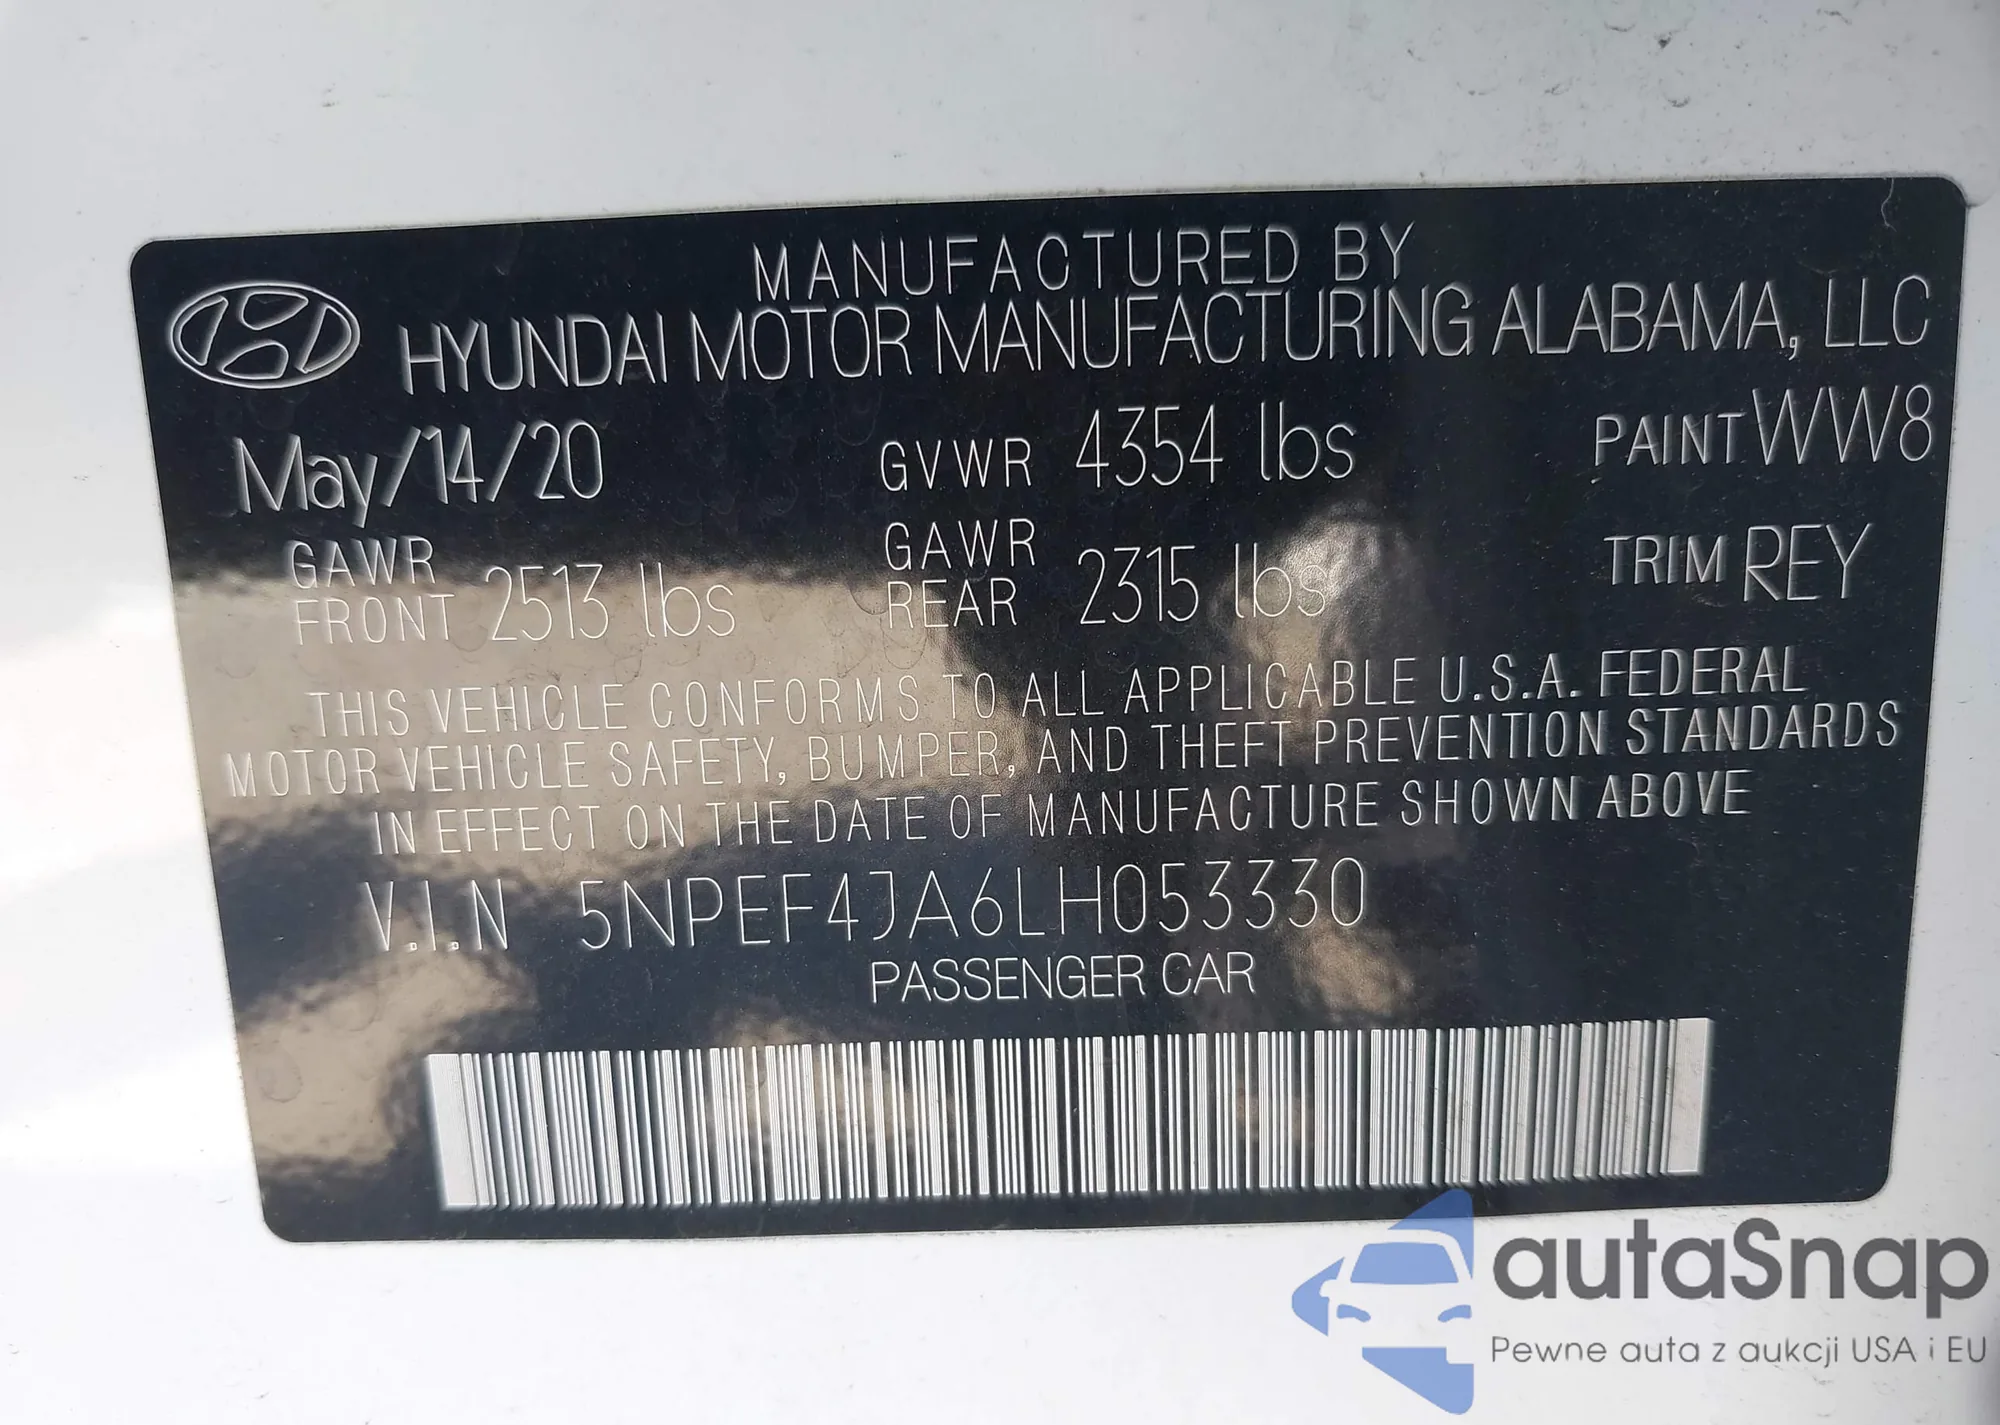 MANUFACTURED BY
HYUNDAI MOTOR MANUFACTURING ALABAMA, LLC
May/14/20 GVWR 4354 lbs PAINT WW8
GAWR FRONT 2513 lbs GAWR REAR 2315 lbs TRIM REY
THIS VEHICLE CONFORMS TO ALL APPLICABLE U.S.A. FEDERAL
MOTOR VEHICLE SAFETY, BUMPER, AND THEFT PREVENTION STANDARDS
IN EFFECT ON THE DATE OF MANUFACTURE SHOWN ABOVE
V.I.N 5NPEF4JA6LH053330
PASSENGER CAR
autaSnap
Pewne auta z aukcji USA i EU